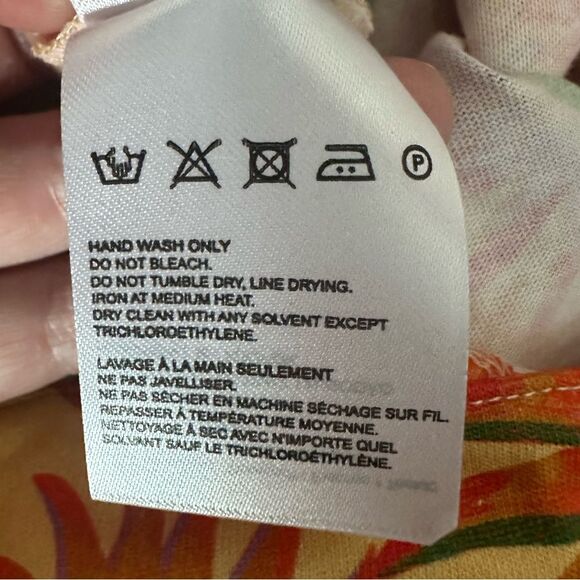 P
HAND WASH ONLY
DO NOT BLEACH.
DO NOT TUMBLE DRY, LINE DRYING.
IRON AT MEDIUM HEAT.
DRY CLEAN WITH ANY SOLVENT EXCEPT
TRICHLOROETHYLENE.
LAVAGE À LA MAIN SEULEMENT
NE PAS JAVELLISER.
NE PAS SÉCHER EN MACHINE SÉCHAGE SUR FIL.
REPASSER À TEMPÉRATURE MOYENNE.
NETTOYAGE À SEC AVEC N'IMPORTE QUEL
SOLVANT SAUF LE TRICHLOROÉTHYLÈNE.